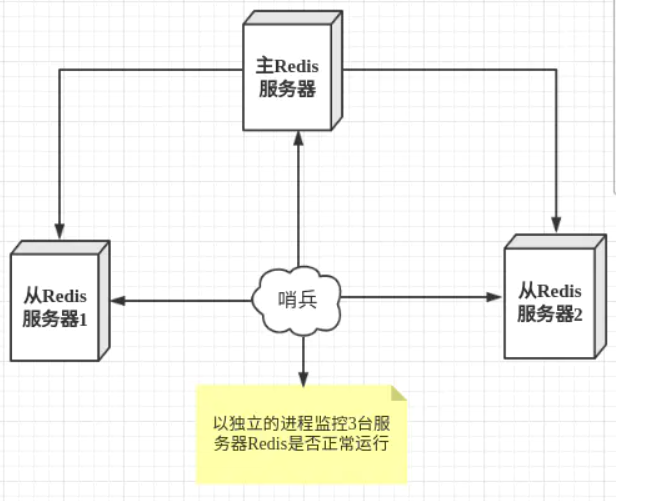 主Redis
服务器
从Redis
服务器1
哨兵
从Redis
服务器2
以独立的进程监控3台服
务器Redis是否正常运行